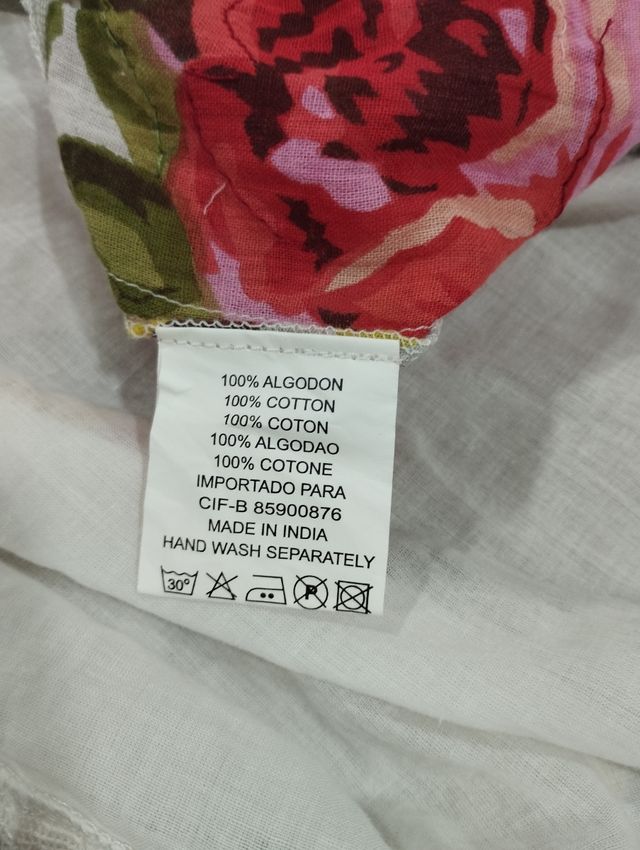 100% ALGODON
100% COTTON
100% COTON
100% ALGODAO
100% COTONE
IMPORTADO PARA
CIF-B 85900876
MADE IN INDIA
HAND WASH SEPARATELY
30° P